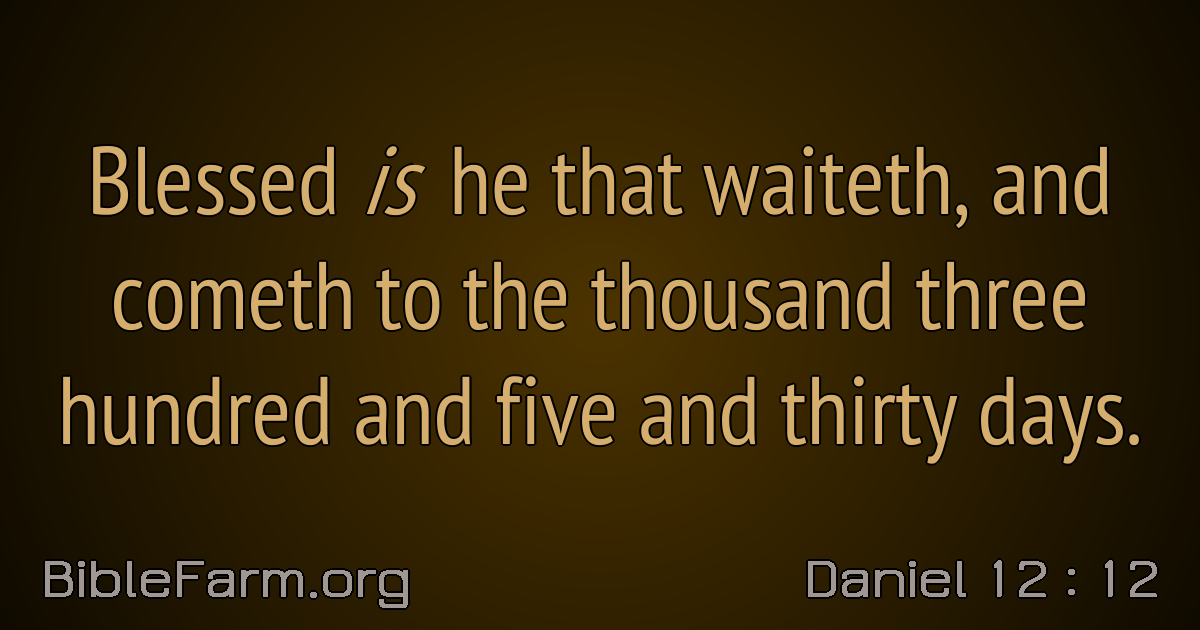 Blessed is he that waiteth, and
cometh to the thousand three
hundred and five and thirty days.
BibleFarm.org
Daniel 12 : 12